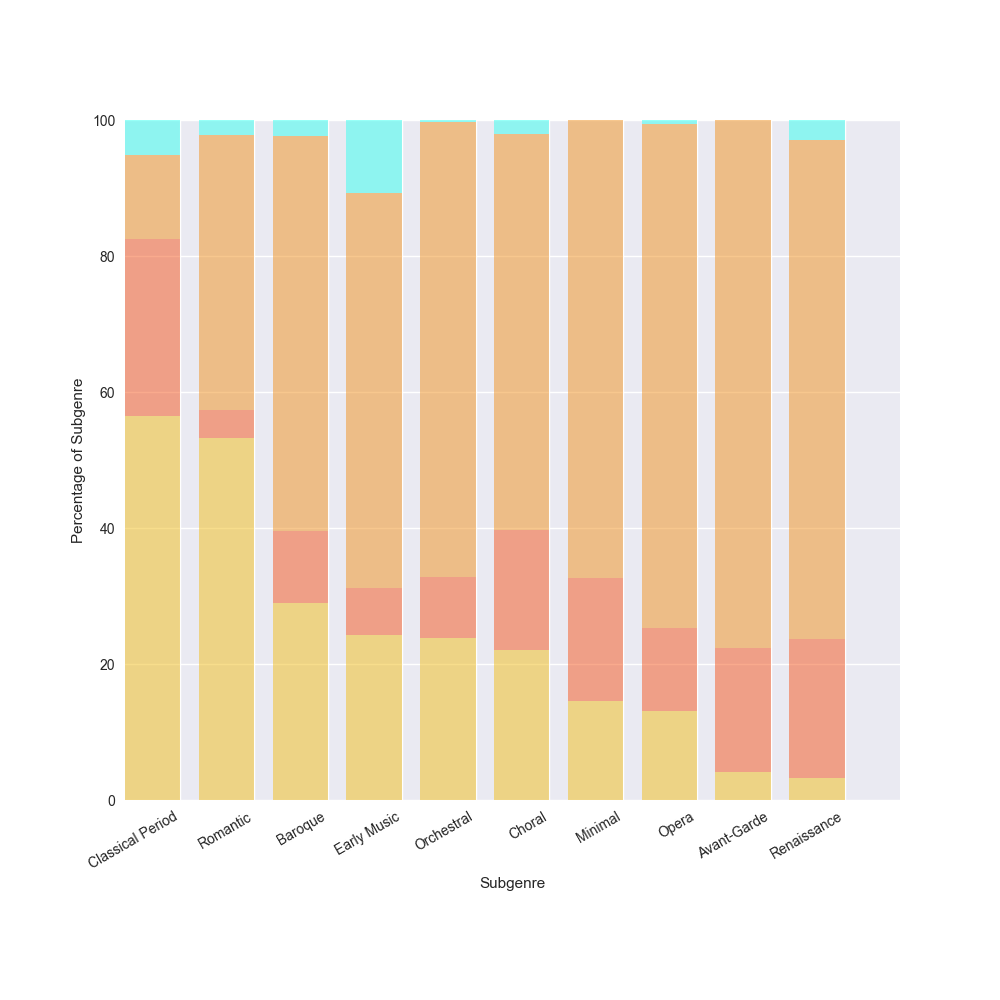 100
80
60
40
20
0
Percentage of Subgenre
Classical Period
Romantic
Baroque
Early Music
Orchestral
Choral
Minimal
Opera
Avant-Garde
Renaissance
Subgenre